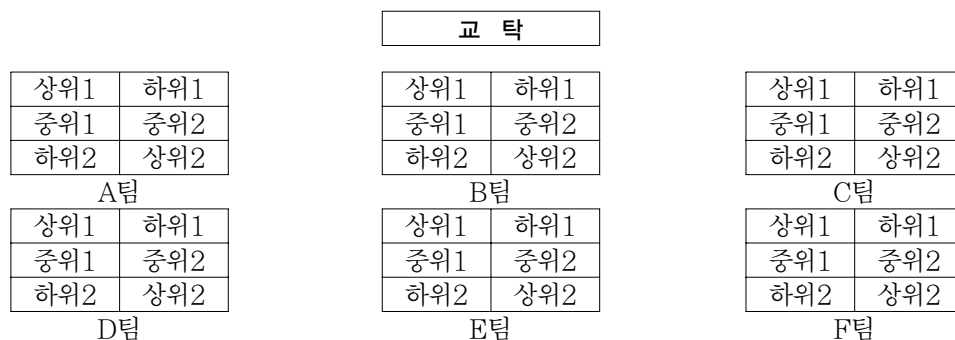 교 탁
상위1 하위1 상위1 하위1 상위1 하위1
중위1 중위2 중위1 중위2 중위1 중위2
하위2 상위2 하위2 상위2 하위2 상위2
A팀 B팀 C팀
상위1 하위1 상위1 하위1 상위1 하위1
중위1 중위2 중위1 중위2 중위1 중위2
하위2 상위2 하위2 상위2 하위2 상위2
D팀 E팀 F팀